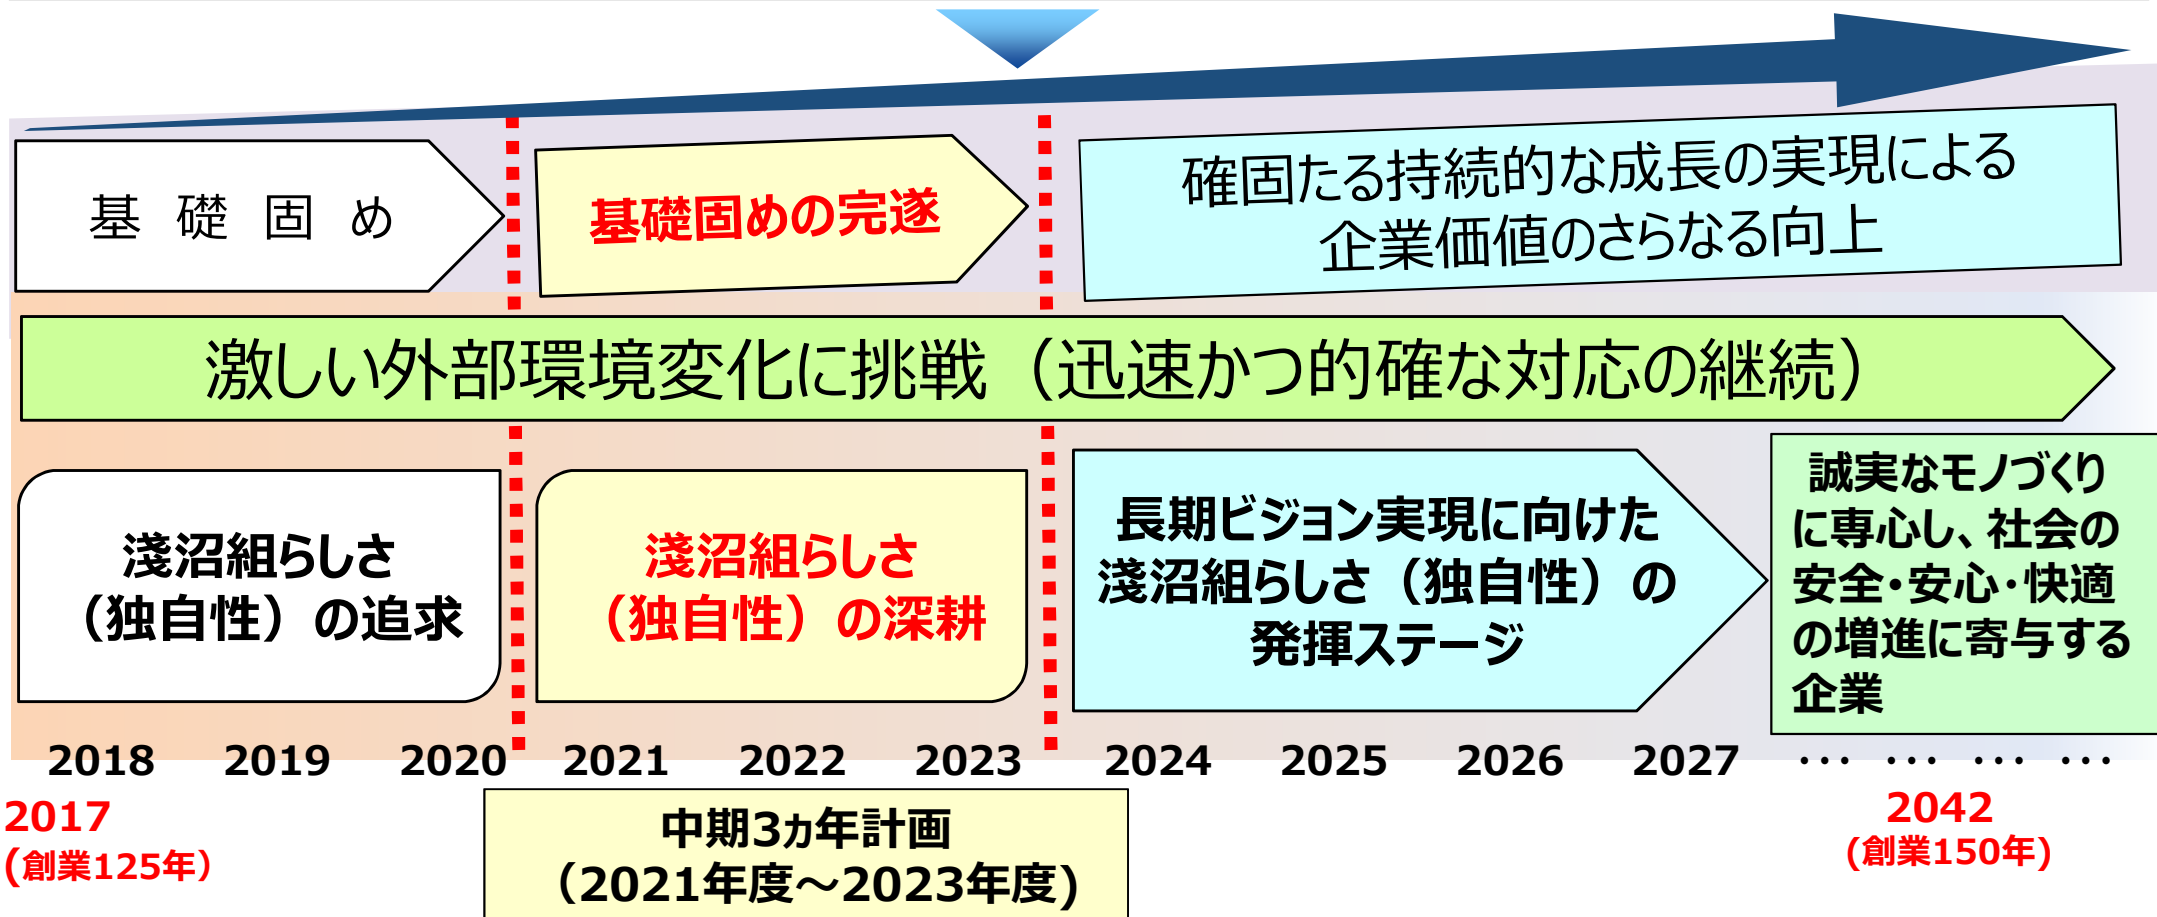 基礎固め
基礎固めの完遂
確固たる持続的な成長の実現による
企業価値のさらなる向上
激しい外部環境変化に挑戦（迅速かつ的確な対応の継続）
淺沼組らしさ
（独自性）の追求
淺沼組らしさ
（独自性）の深耕
長期ビジョン実現に向けた
淺沼組らしさ（独自性）の
発揮ステージ
誠実なモノづくり
に専心し、社会の
安全・安心・快適
の増進に寄与する
企業
2018 2019 2020 2021 2022 2023 2024 2025 2026 2027 … … … …
2017
(創業125年）
中期3ヵ年計画
（2021年度～2023年度)
2042
(創業150年)